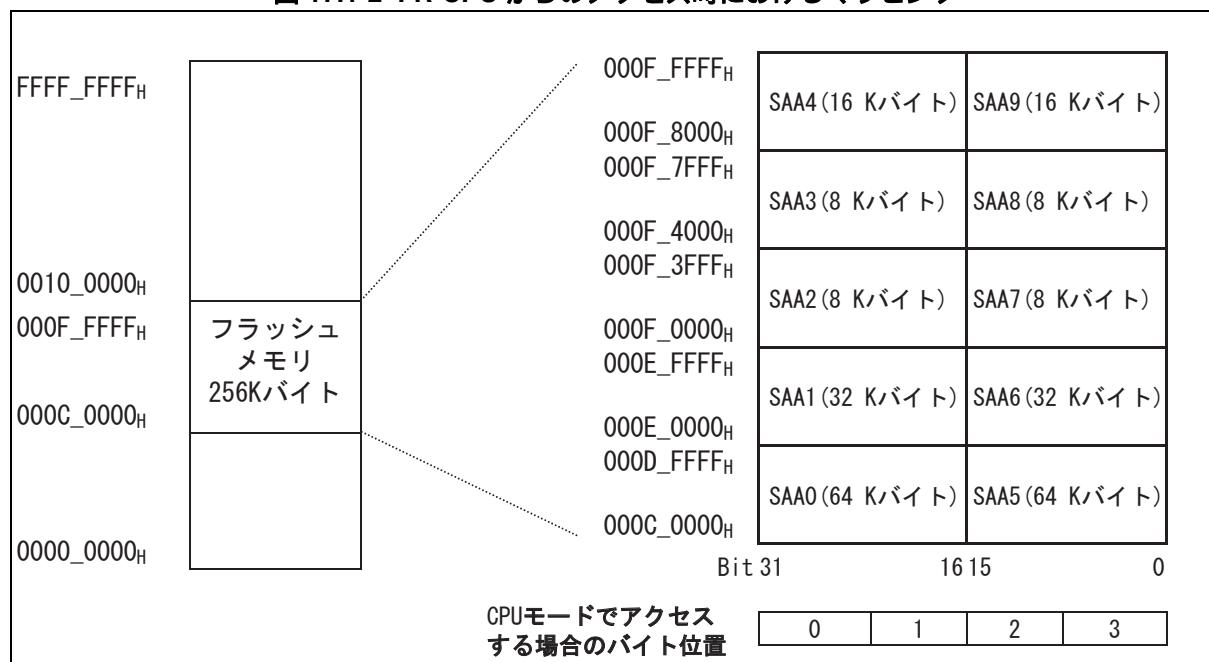 FFFF_FFFFH
0010_0000H
000F_FFFFH
000C_0000H
0000_0000H
フラッシュ
メモリ
256Kバイト
000F_FFFFH
000F_8000H
000F_7FFFH
000F_4000H
000F_3FFFH
000F_0000H
000E_FFFFH
000E_0000H
000D_FFFFH
000C_0000H
SAA4(16 Kバイト) SAA9(16 Kバイト)
SAA3(8 Kバイト) SAA8(8 Kバイト)
SAA2(8 Kバイト) SAA7(8 Kバイト)
SAA1(32 Kバイト) SAA6(32 Kバイト)
SAA0(64 Kバイト) SAA5(64 Kバイト)
Bit 31 16 15 0
CPUモードでアクセス
する場合のバイト位置
0 1 2 3